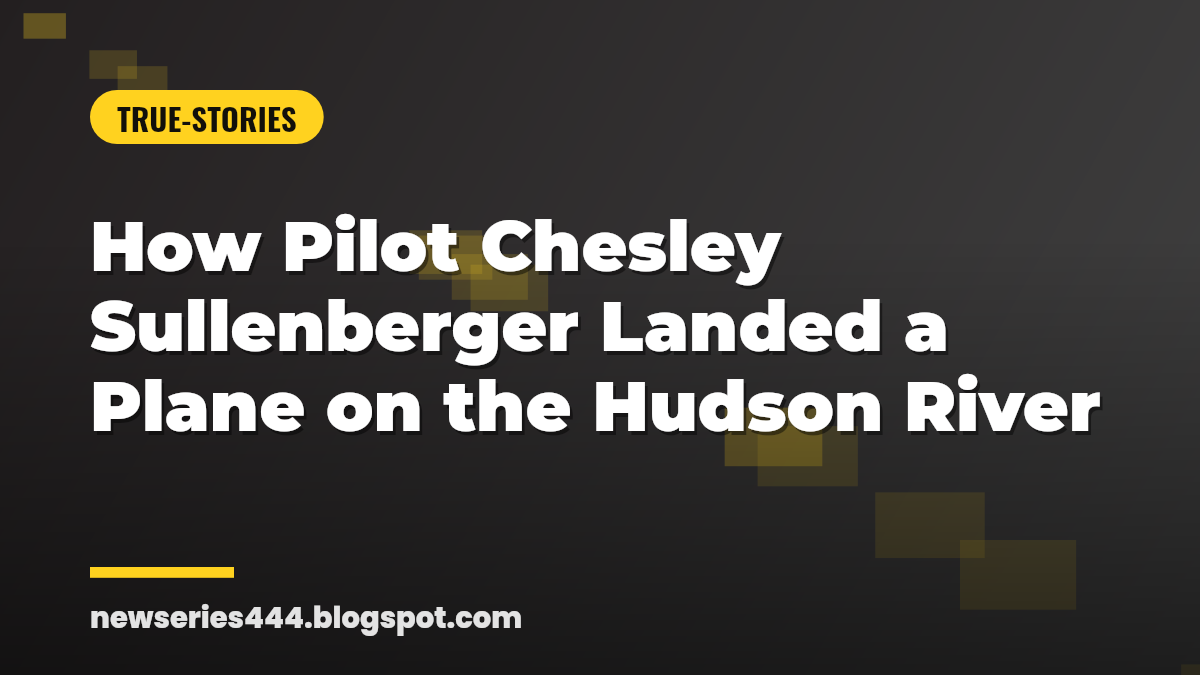 TRUE-STORIES
How Pilot Chesley
Sullenberger Landed a
Plane on the Hudson River
newseries444.blogspot.com